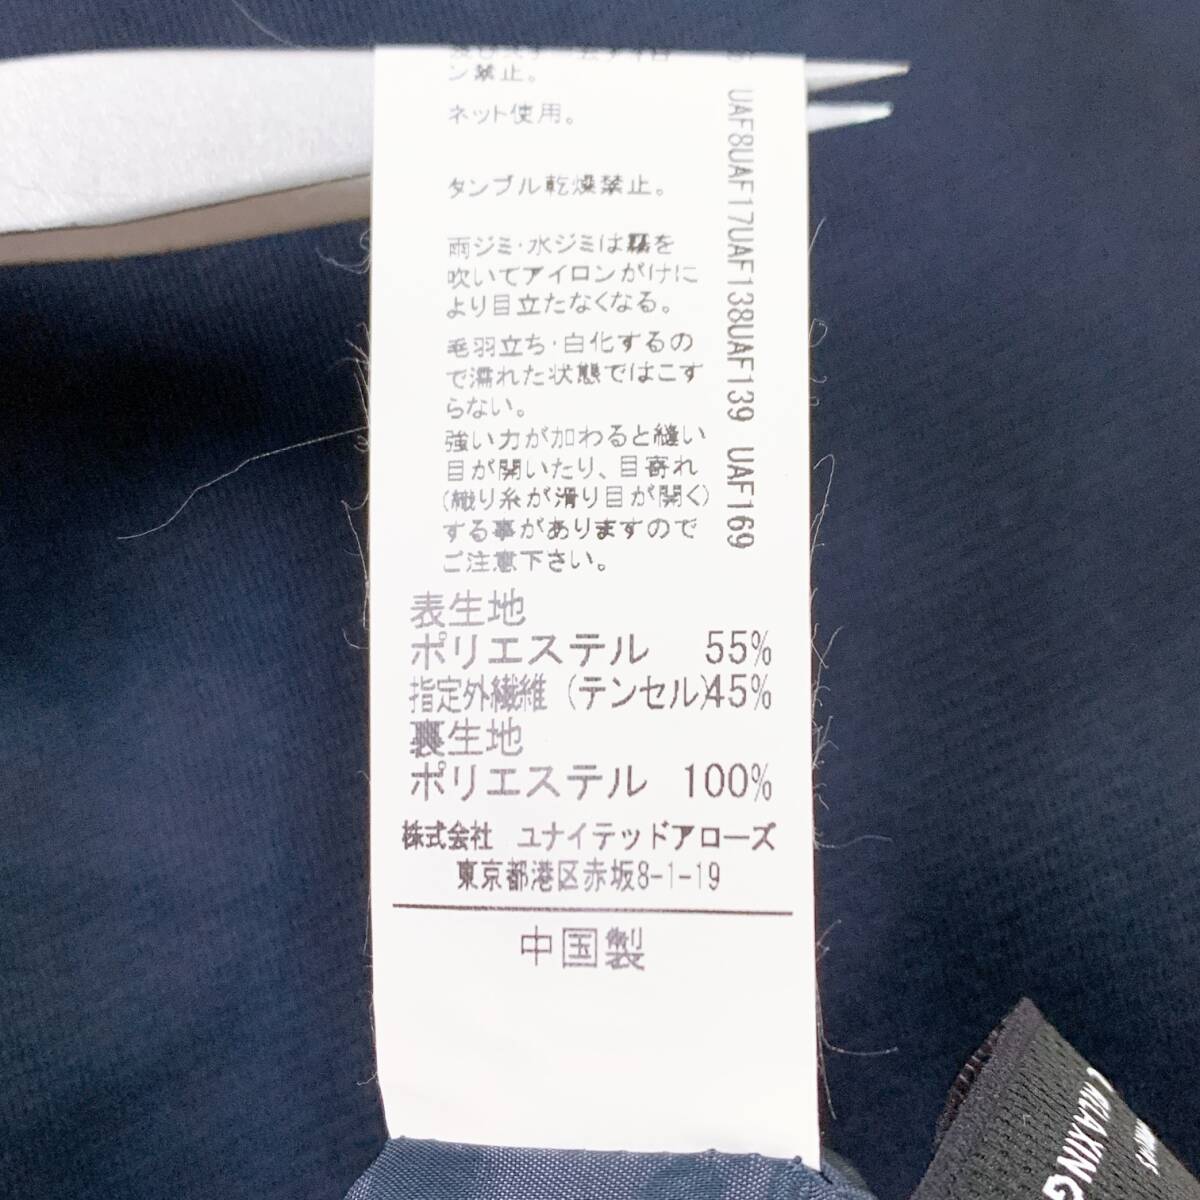 ン禁止。
ネット使用。
タンブル乾燥禁止。
雨ジミ・水ジミは霧を
吹いてアイロンがけに
より目立たなくなる。
毛羽立ち・白化するの
で濡れた状態ではこす
らない。
強い力が加わると縫い
目が開いたり、目寄れ
(織り糸が滑り目が開く)
する事がありますので
ご注意下さい。
表生地
ポリエステル 55%
指定外繊維 (テンセル)45%
裏生地
ポリエステル 100%
株式会社 ユナイテッドアローズ
東京都港区赤坂8-1-19
中国製
UAF8UAF17UAF138UAF139 UAF169
RELAXING